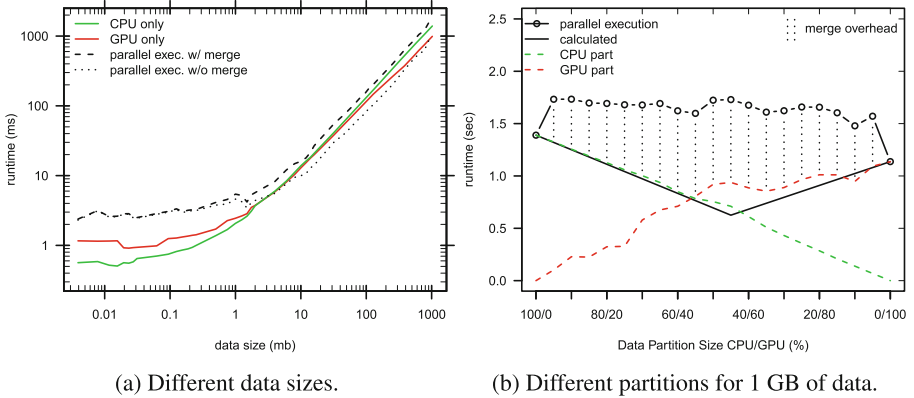 CPU only
GPU only
parallel exec. w/ merge
parallel exec. w/o merge
runtime (ms)
1000
100
10
1
0.01
0.1
1
10
100
1000
data size (mb)
(a) Different data sizes.
parallel execution
calculated
CPU part
GPU part
merge overhead
runtime (sec)
2.5
2.0
1.5
1.0
0.5
0.0
100/0
80/20
60/40
40/60
20/80
0/100
Data Partition Size CPU/GPU (%)
(b) Different partitions for 1 GB of data.